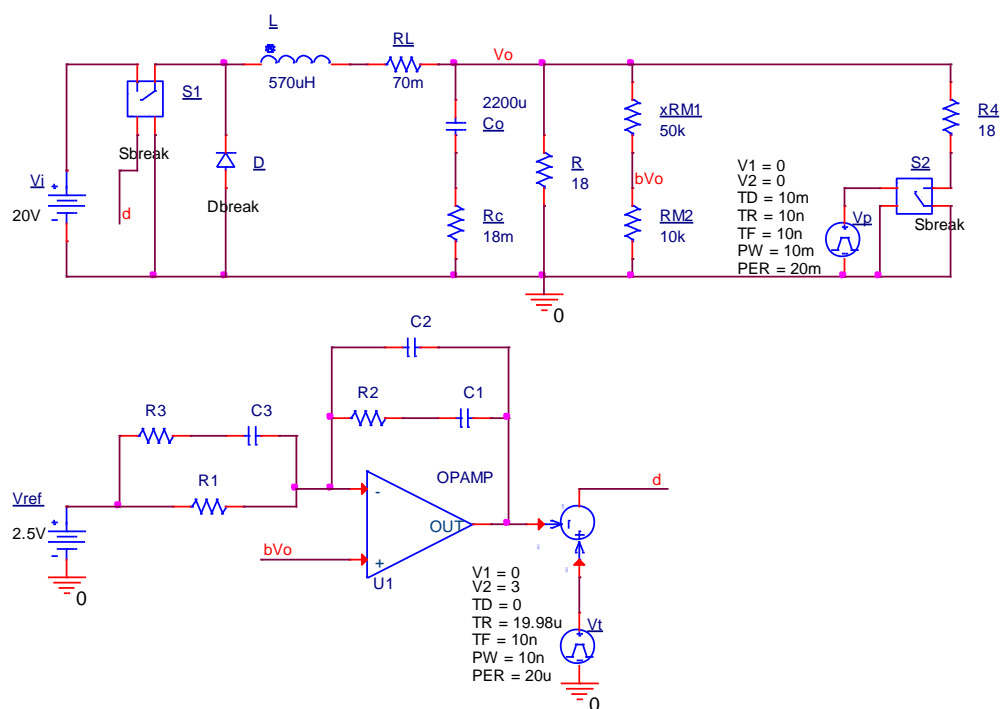 L
RL
Vo
570uH
70m
S1
Sbreak
Vi
20V
d
D
Dbreak
2200u
Co
Rc
18m
R
18
xRM1
50k
bVo
RM2
10k
R4
18
S2
Sbreak
V1 = 0
V2 = 0
TD = 10m
TR = 10n
TF = 10n
PW = 10m
PER = 20m
Vp
0
C2
R2
C1
R3
C3
R1
Vref
2.5V
0
OPAMP
-
+
OUT
U1
bVo
d
V1 = 0
V2 = 3
TD = 0
TR = 19.98u
TF = 10n
PW = 10n
PER = 20u
Vt
0